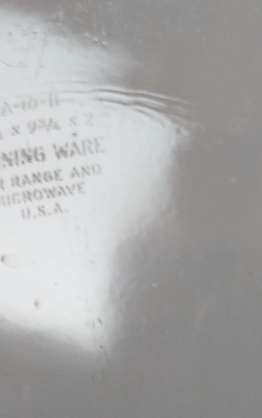 A-10-B
x 9¾ x 2
NING WARE
RANGE AND
MICROWAVE
U.S.A.